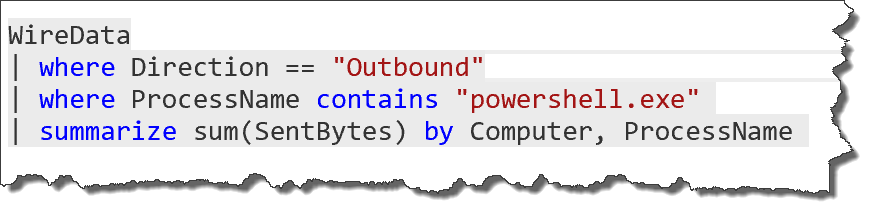 WireData
| where Direction == "Outbound"
| where ProcessName contains "powershell.exe"
| summarize sum(SentBytes) by Computer, ProcessName